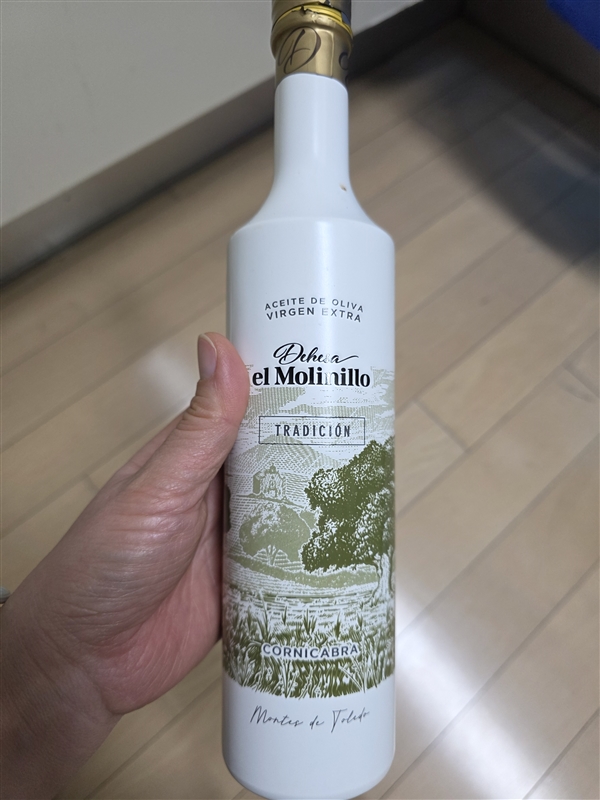 ACEITE DE OLIVA
VIRGEN EXTRA
Dehesa
el Molinillo
TRADICIÓN
CORNICABRA
Montes de Toledo